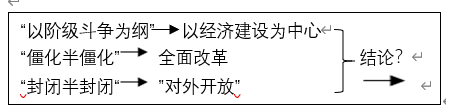 “以阶级斗争为纲”→以经济建设为中心
“僵化半僵化”→ 全面改革 结论？
“封闭半封闭“→ ”对外开放” →